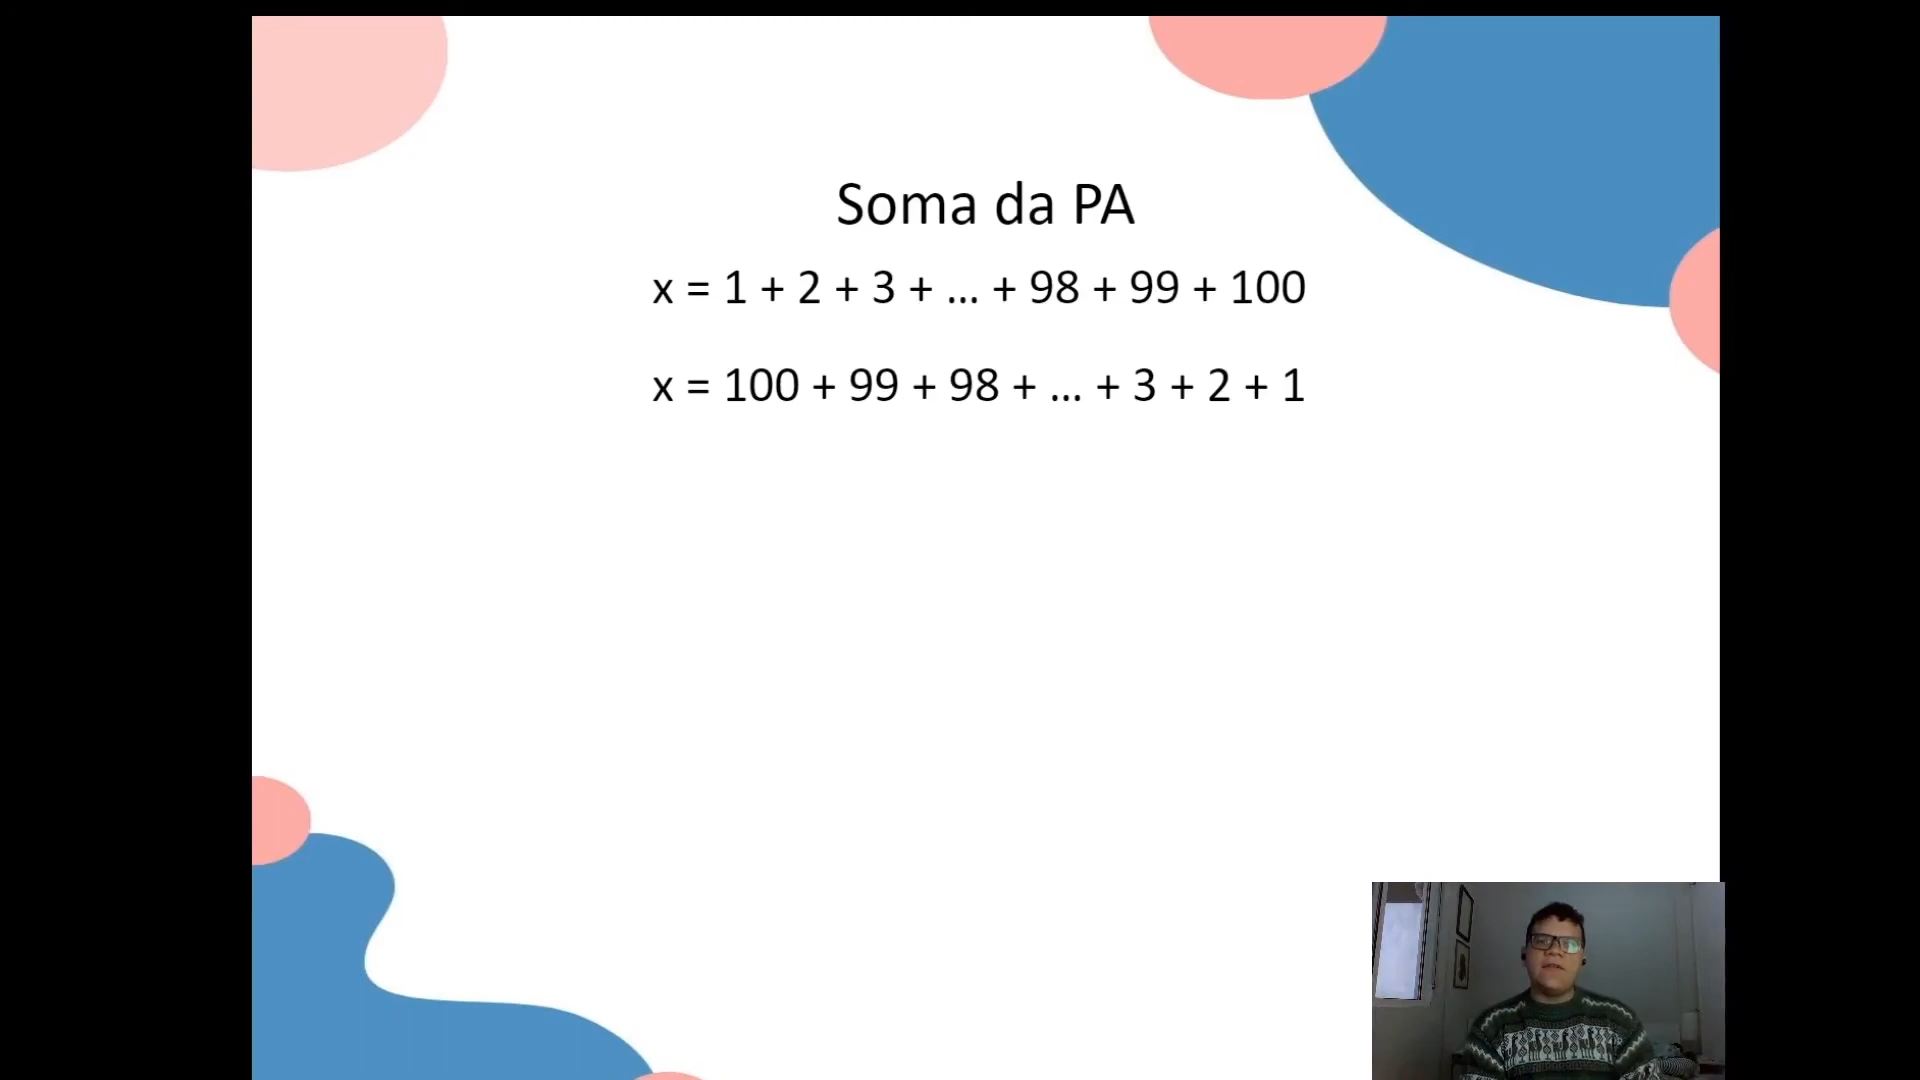 Soma da PA
x = 1 + 2 + 3 + ... + 98 + 99 + 100
x = 100 + 99 + 98 + ... + 3 + 2 + 1